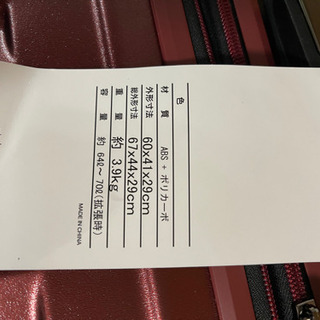 色
材 質 ABS + ポリカーボ
外形寸法 60x41x29cm
総外形寸法 67x44x29cm
重 量 約 3.9kg
容 量 約 64ℓ～70ℓ(拡張時)
MADE IN CHINA